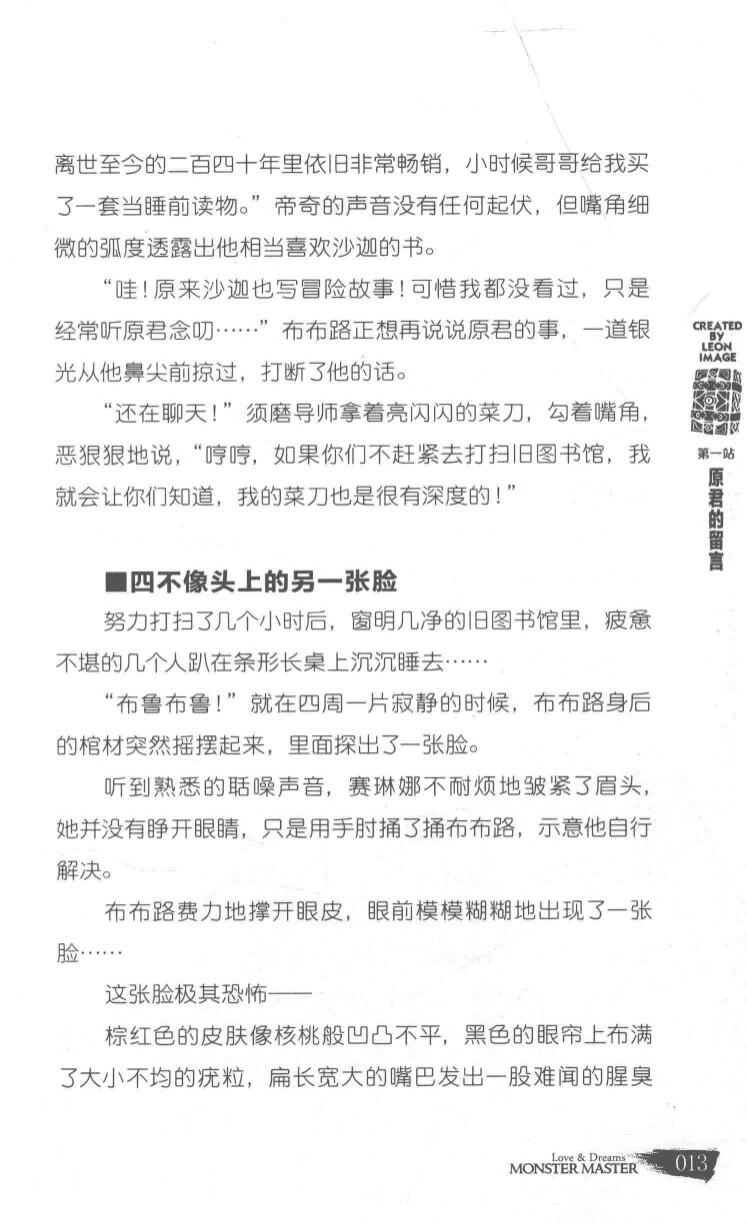 离世至今的二百四十年里依旧非常畅销，小时候哥哥给我买
了一套当睡前读物。”帝奇的声音没有任何起伏，但嘴角细
微的弧度透露出他相当喜欢沙迦的书。
“哇！原来沙迦也写冒险故事！可惜我都没看过，只是
经常听原君念叨……”布布路正想再说说原君的事，一道银
光从他鼻尖前掠过，打断了他的话。
“还在聊天！”须磨导师拿着亮闪闪的菜刀，勾着嘴角，
恶狠狠地说，“哼哼，如果你们不赶紧去打扫旧图书馆，我
就会让你们知道，我的菜刀也是很有深度的！”
■四不像头上的另一张脸
努力打扫了几个小时后，窗明几净的旧图书馆里，疲惫
不堪的几个人趴在条形长桌上沉沉睡去……
“布鲁布鲁！”就在四周一片寂静的时候，布布路身后
的棺材突然摇摆起来，里面探出了一张脸。
听到熟悉的聒噪声音，赛琳娜不耐烦地皱紧了眉头，
她并没有睁开眼睛，只是用手肘捅了捅布布路，示意他自行
解决。
布布路费力地撑开眼皮，眼前模模糊糊地出现了一张
脸……
这张脸极其恐怖——
棕红色的皮肤像核桃般凹凸不平，黑色的眼帘上布满
了大小不均的疣粒，扁长宽大的嘴巴发出一股难闻的腥臭
CREATED
BY
LEON
IMAGE
第一站
原君的留言
Love & Dreams
MONSTER MASTER
013